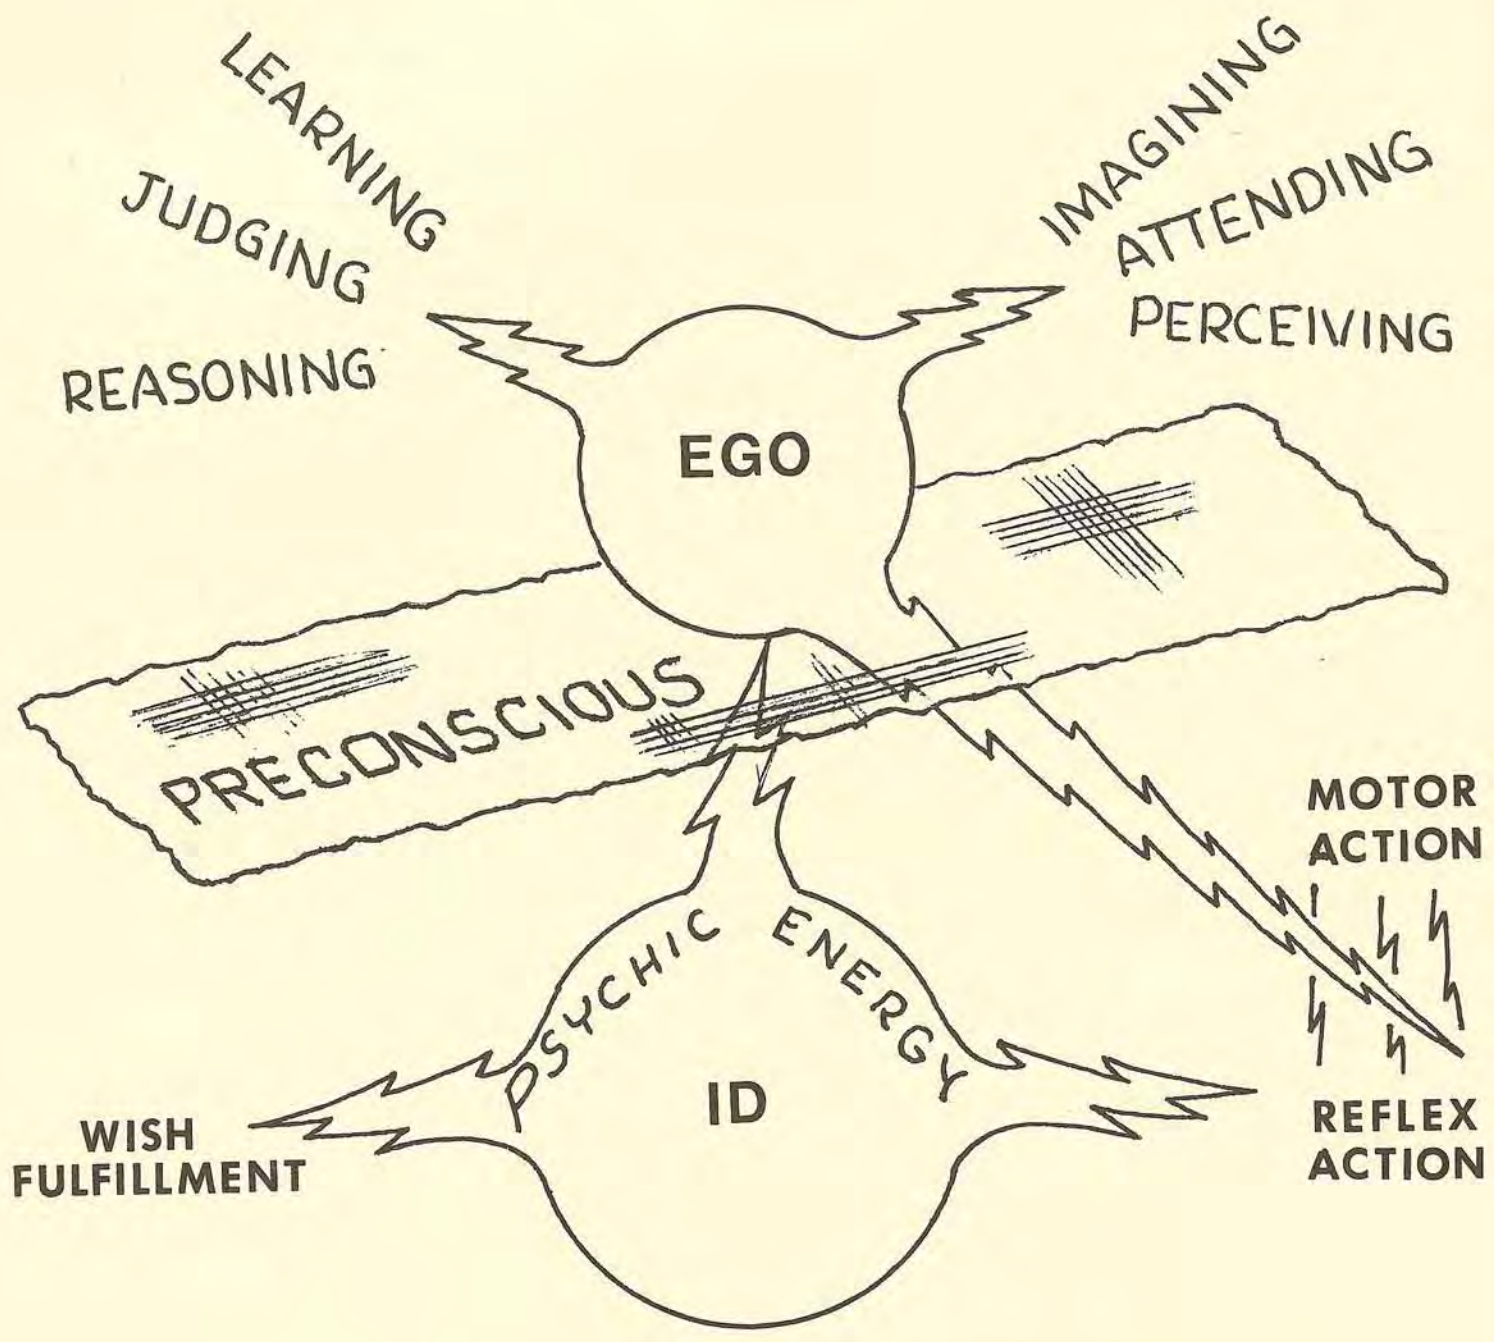 LEARNING
JUDGING
REASONING
IMAGINING
ATTENDING
PERCEIVING
EGO
PRECONSCIOUS
MOTOR
ACTION
PSYCHIC ENERGY
ID
WISH
FULFILLMENT
REFLEX
ACTION